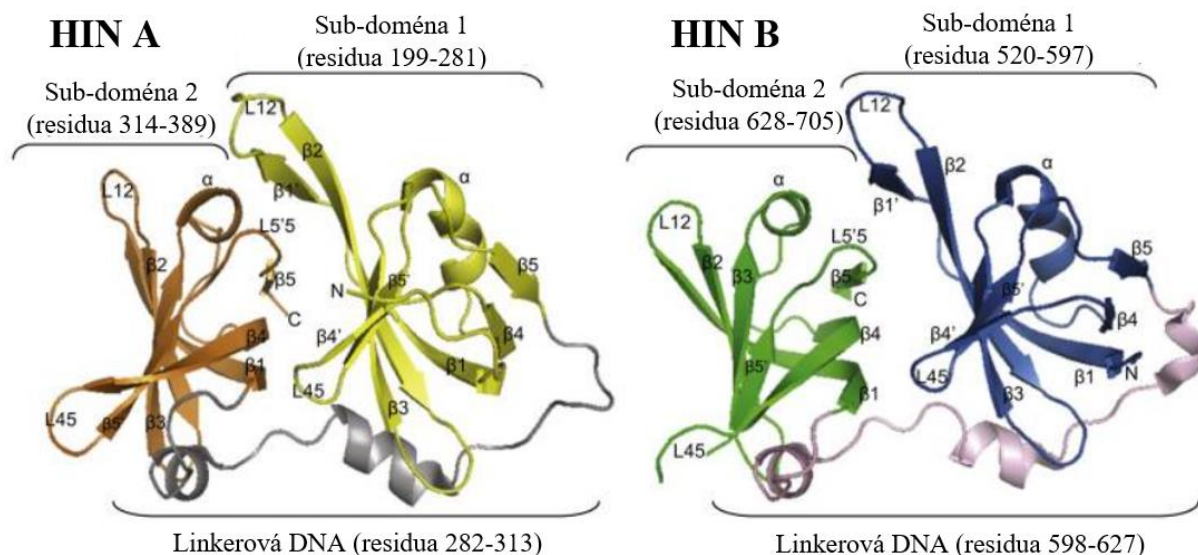 HIN A
Sub-doména 1
(residua 199-281)
Sub-doména 2
(residua 314-389)
L12
β2
β1'
α
β5
N
β5'
β4'
β4
β1
L45
β3
L12
α
L5'5
β2
β5
C
β4
β1
L45
β5'
β3
Linkerová DNA (residua 282-313)
HIN B
Sub-doména 1
(residua 520-597)
Sub-doména 2
(residua 628-705)
L12
β2
β1'
α
β5
β5'
β4'
β4
L45
β1
N
β3
α
L12
L5'5
β2
β3
β5
C
β4
β5'
β1
L45
Linkerová DNA (residua 598-627)